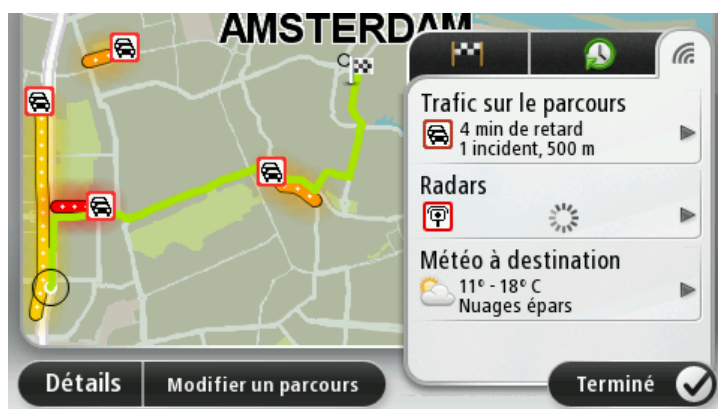 AMSTERDAM
Trafic sur le parcours
4 min de retard
1 incident, 500 m
Radars
Météo à destination
11° - 18° C
Nuages épars
Détails
Modifier un parcours
Terminé